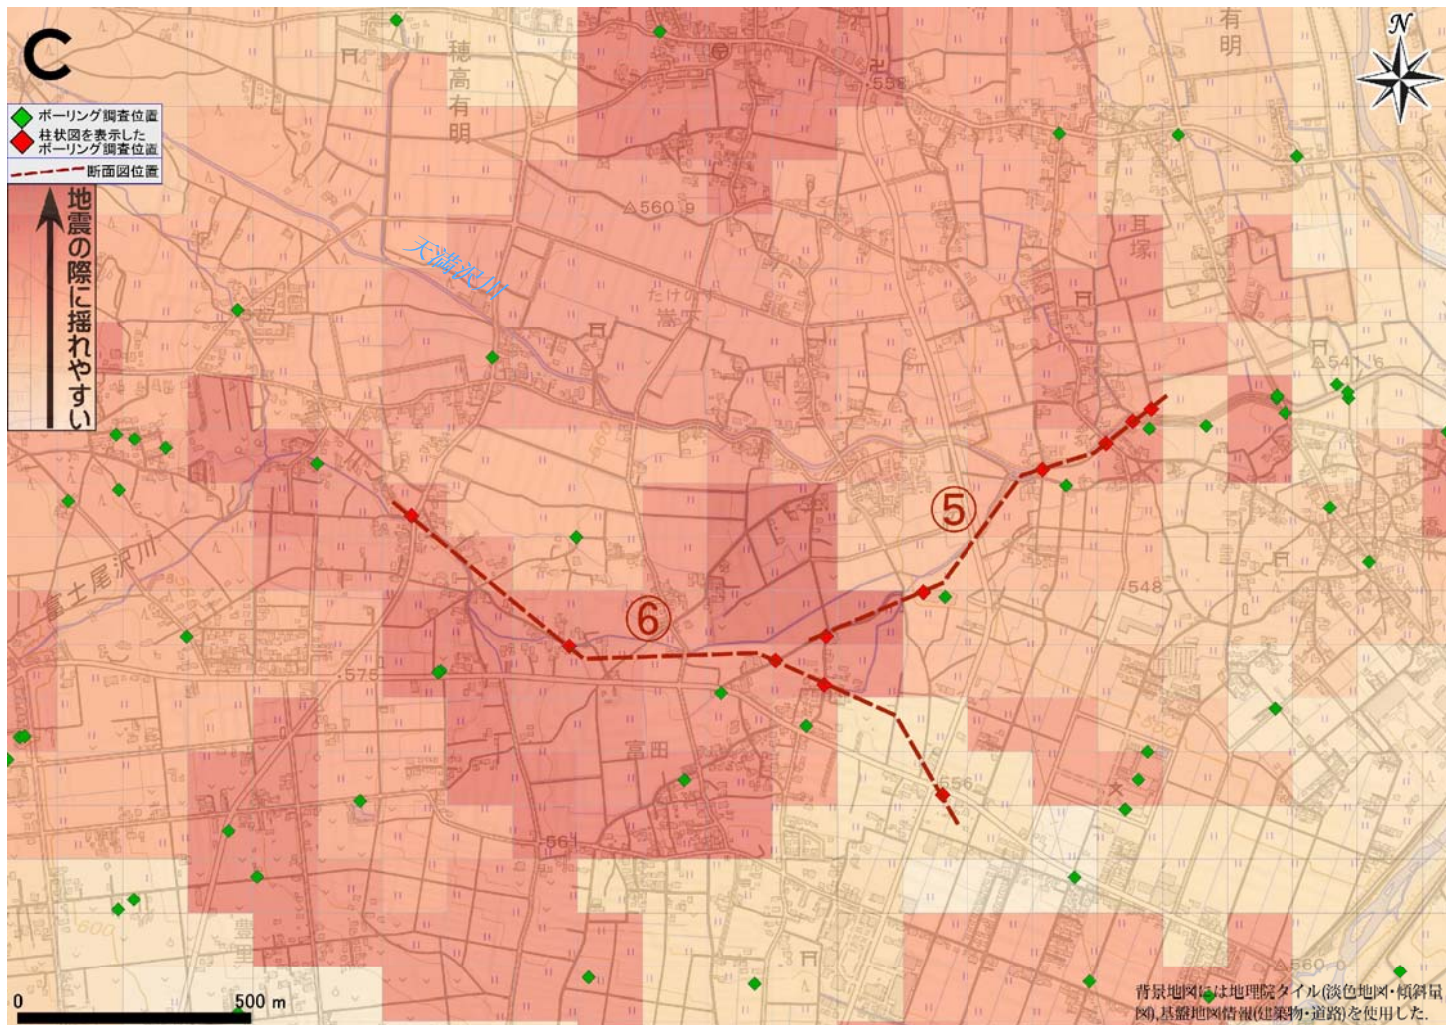 C
N
ボーリング調査位置
柱状図を表示した
ボーリング調査位置
断面図位置
地震の際に揺れやすい
穂高有明
有明
558
560.9
天満沢川
耳塚
541.6
560
富士尾沢川
⑤
⑥
548
575
富田
556
561
600
豊里
560.0
0
500 m
背景地図には地理院タイル(淡色地図・傾斜量
図),基盤地図情報(建築物・道路)を使用した.